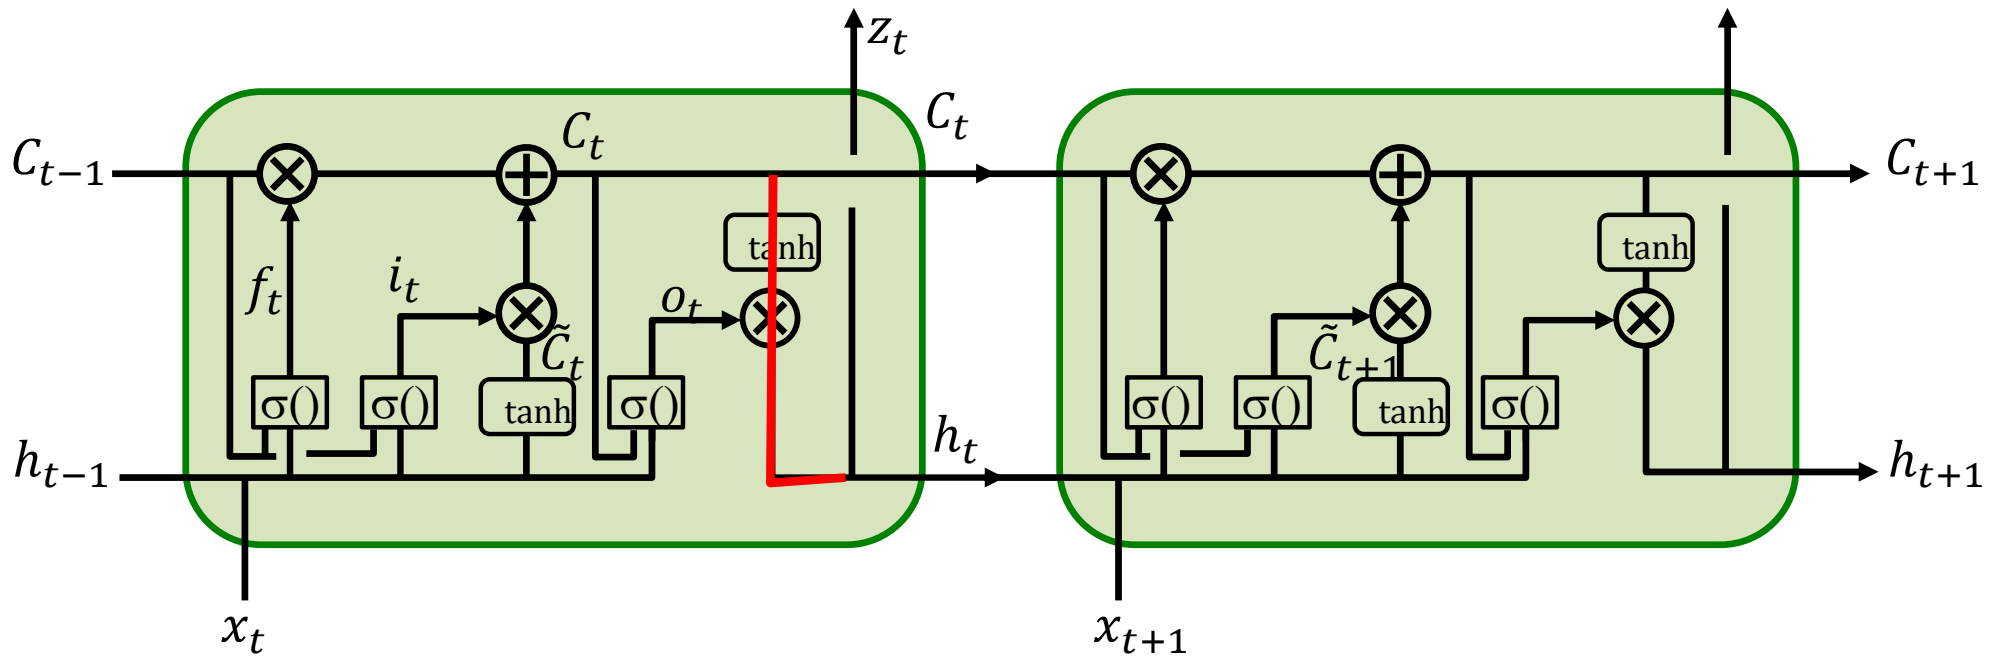 z_t
C_t
C_t
C_{t-1}
C_{t+1}
tanh
tanh
f_t
i_t
o_t
C̃_t
C̃_{t+1}
σ()
σ()
tanh
σ()
σ()
σ()
tanh
σ()
h_{t-1}
h_t
h_{t+1}
x_t
x_{t+1}